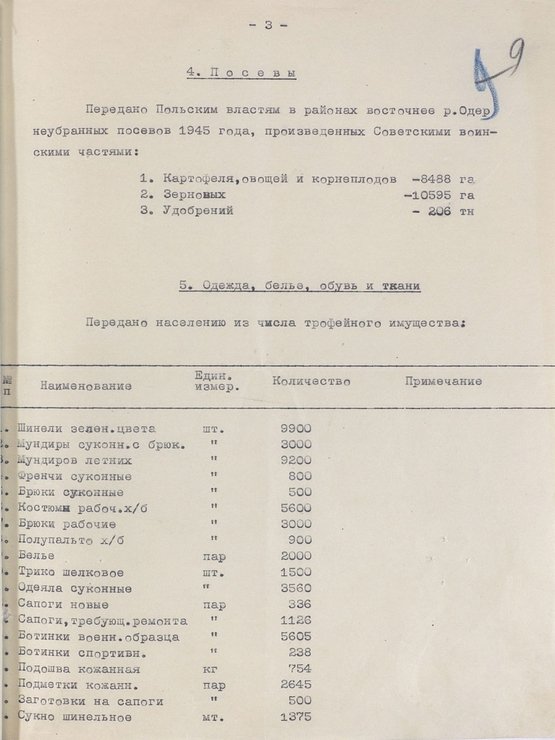 - 3 -
9
4. Посевы
Передано Польским властям в районах восточнее р.Одер
неубранных посевов 1945 года, произведенных Советскими воин-
скими частями:
1. Картофеля,овощей и корнеплодов -8488 га
2. Зерновых -10595 га
3. Удобрений - 206 тн
5. Одежда, белье, обувь и ткани
Передано населению из числа трофейного имущества:
№ п Наименование Един. измер. Количество Примечание
Шинели зелен.цвета шт. 9900
Мундиры суконн.с брюк. " 3000
Мундиров летних " 9200
Френчи суконные " 800
Брюки суконные " 500
Костюмы рабоч.х/б " 5600
Брюки рабочие " 3000
Полупальто х/б " 900
Белье пар 2000
Трико шелковое шт. 1500
Одеяла суконные " 3560
Сапоги новые пар 336
Сапоги,требующ.ремонта " 1126
Ботинки военн.образца " 5605
Ботинки спортивн. " 238
Подошва кожанная кг 754
Подметки кожанн. пар 2645
Заготовки на сапоги " 500
Сукно шинельное мт. 1375